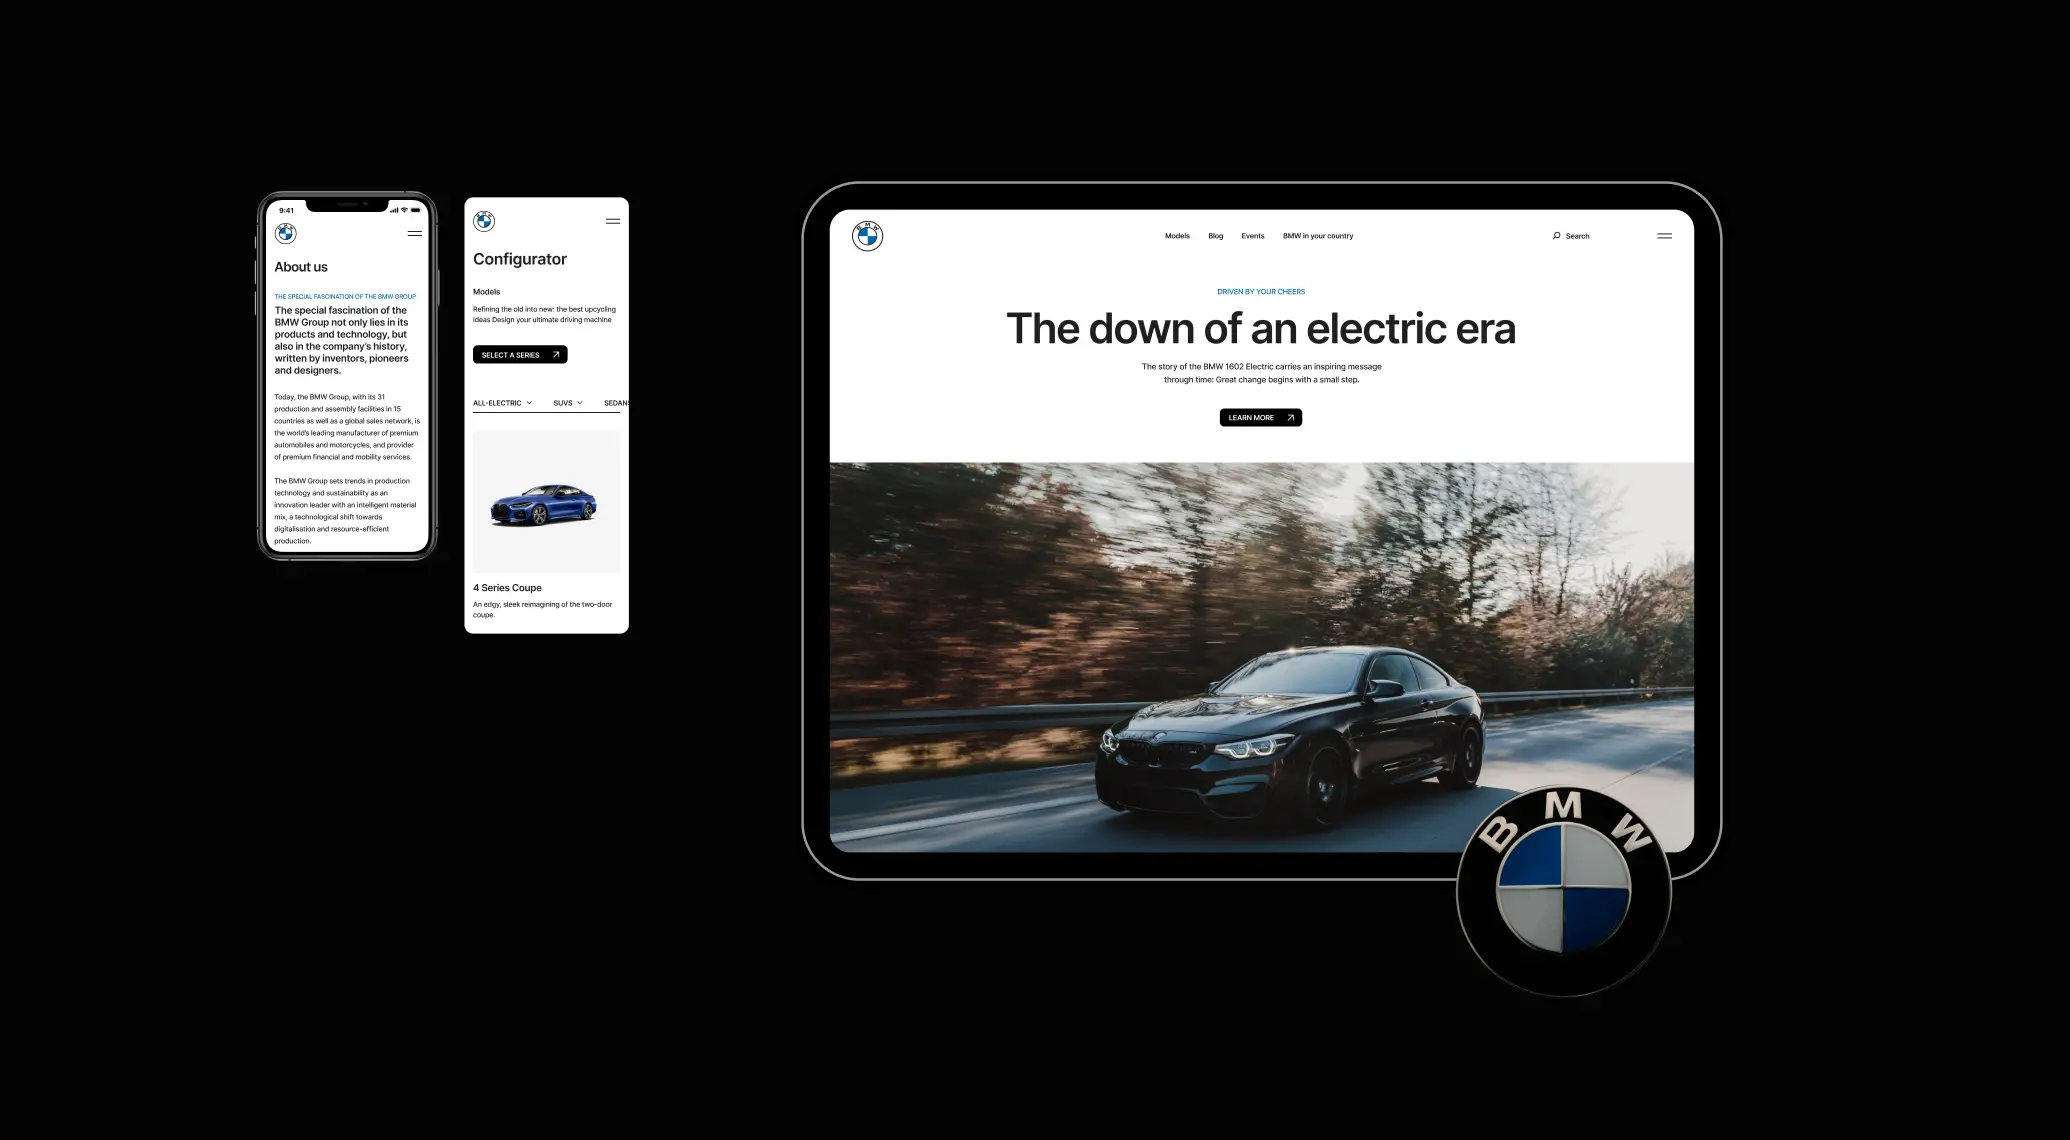 9:41
About us
THE SPECIAL FASCINATION OF THE BMW GROUP
The special fascination of the
BMW Group not only lies in its
products and technology, but
also in the company's history,
written by inventors, pioneers
and designers.
Today, the BMW Group, with its 31
production and assembly facilities in 15
countries as well as a global sales network, is
the world's leading manufacturer of premium
automobiles and motorcycles, and provider
of premium financial and mobility services.
The BMW Group sets trends in production
technology and sustainability as an
innovation leader with an intelligent material
mix, a technological shift towards
digitalisation and resource-efficient
production.
BMW
Configurator
Models
Refining the old into new: the best upcycling
ideas Design your ultimate driving machine
SELECT A SERIES
ALL-ELECTRIC SUVS SEDANS
4 Series Coupe
An edgy, sleek reimagining of the two-door
coupe.
BMW
Models Blog Events BMW in your country Search
DRIVEN BY YOUR CHEERS
The down of an electric era
The story of the BMW 1602 Electric carries an inspiring message
through time: Great change begins with a small step.
LEARN MORE
BMW